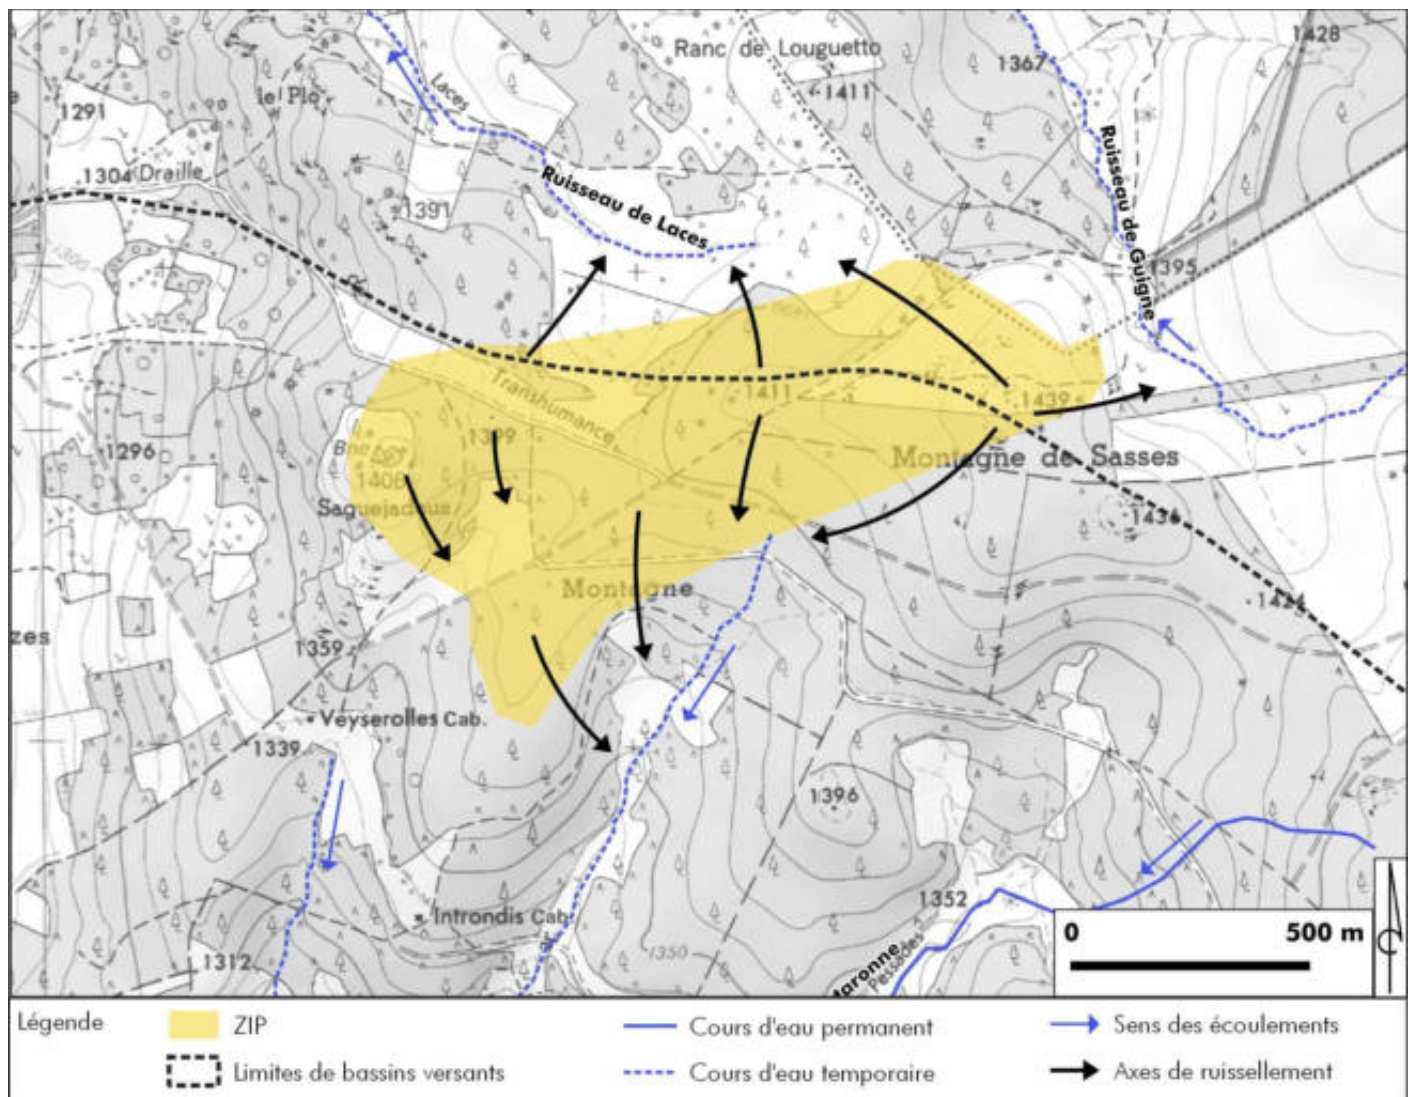 Ranc de Louguetto
1428
1367
1411
Laces
le Plo
1291
Ruisseau de Guigne
1304 Draille
Ruisseau de Laces
1391
1395
de
Transhumance
1411
1439
1399
Bne
1296
Montagne de Sasses
1408
Saguejadous
1436
Montagne
1424
zes
1359
Veyserolles Cab.
1339
1396
1352
Introndis Cab.
1350
1312
Pessades
0 500 m
Légende
ZIP
Cours d'eau permanent
Sens des écoulements
Limites de bassins versants
Cours d'eau temporaire
Axes de ruissellement